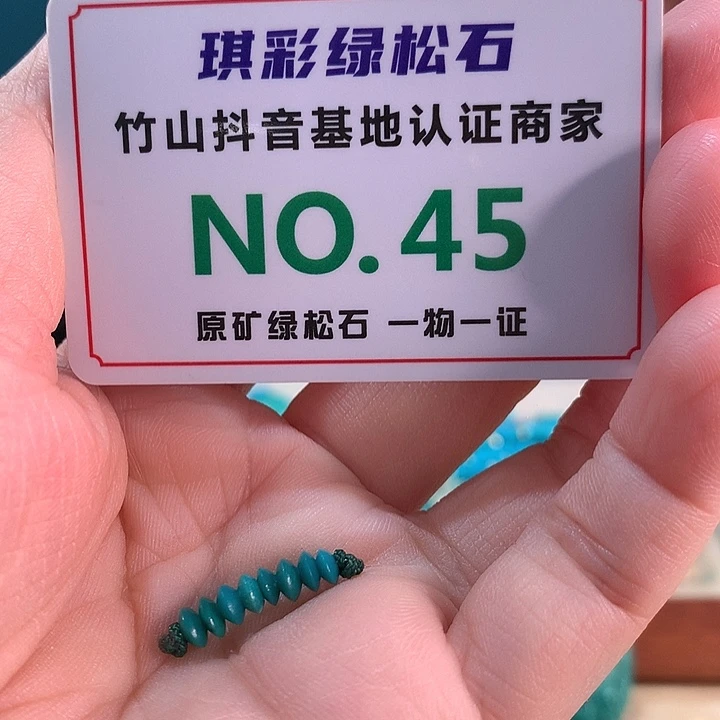 琪彩绿松石
竹山抖音基地认证商家
NO.45
原矿绿松石 一物一证